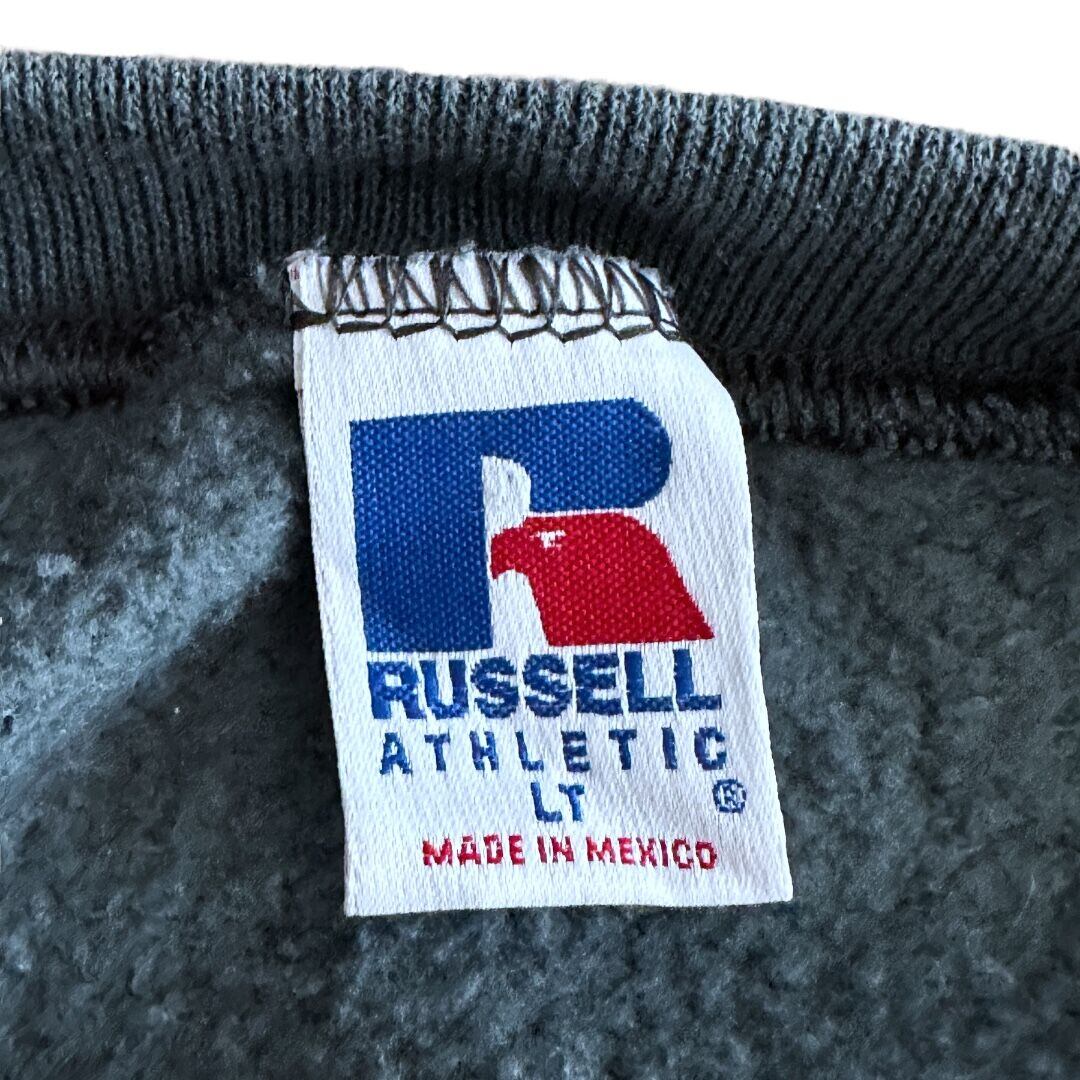 R
RUSSELL
ATHLETIC
LT ®
MADE IN MEXICO